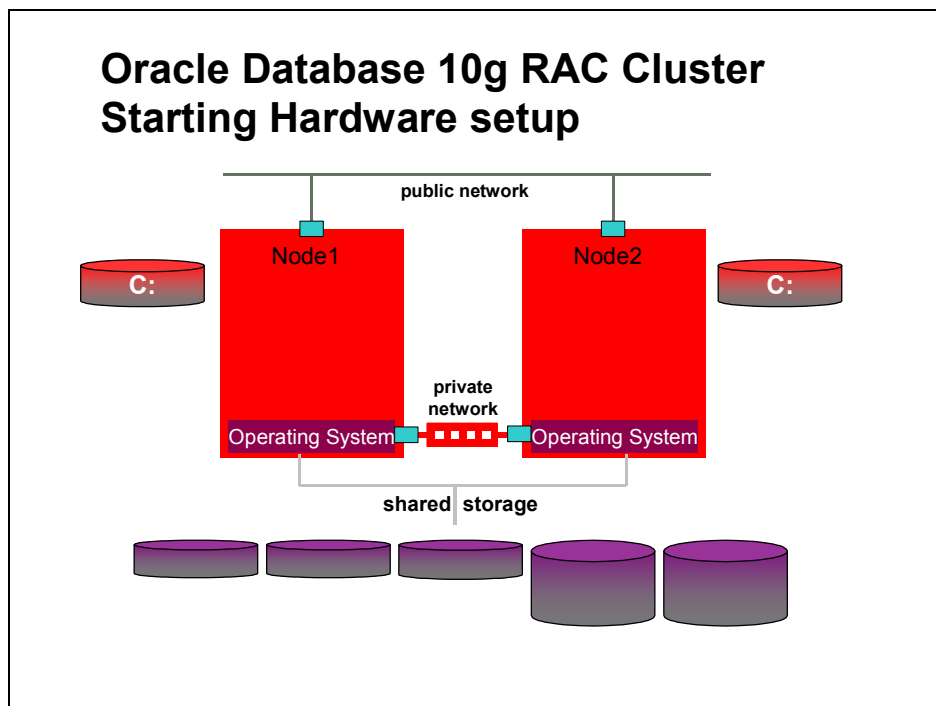 Oracle Database 10g RAC Cluster
Starting Hardware setup
public network
Node1
Node2
C:
C:
private
network
Operating System
Operating System
shared storage